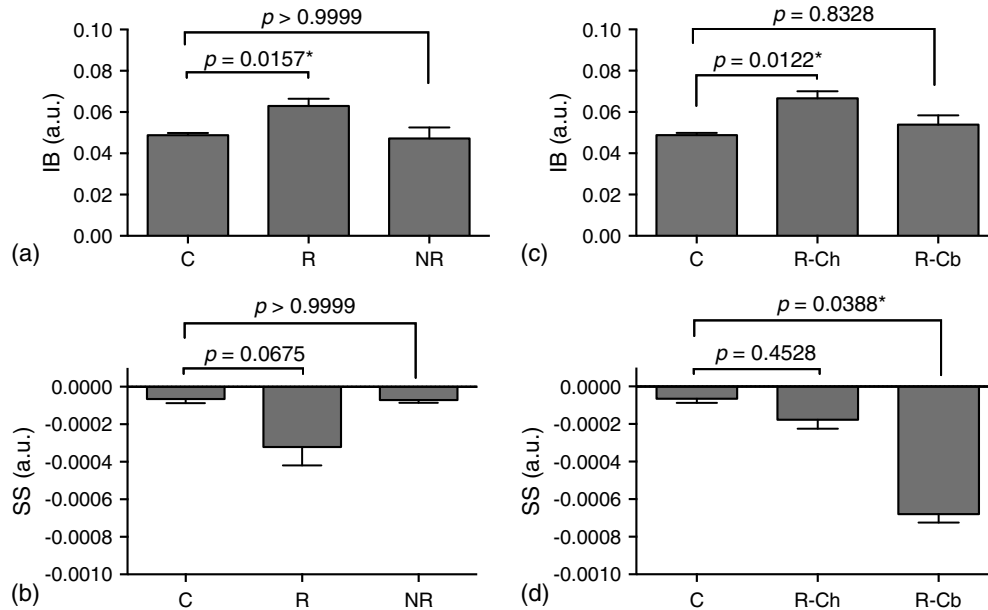 p > 0.9999
p = 0.0157*
0.10
0.08
0.06
0.04
0.02
0.00
IB (a.u.)
C
R
NR
(a)
p = 0.8328
p = 0.0122*
0.10
0.08
0.06
0.04
0.02
0.00
IB (a.u.)
C
R-Ch
R-Cb
(c)
p > 0.9999
p = 0.0675
0.0000
-0.0002
-0.0004
-0.0006
-0.0008
-0.0010
SS (a.u.)
C
R
NR
(b)
p = 0.0388*
p = 0.4528
0.0000
-0.0002
-0.0004
-0.0006
-0.0008
-0.0010
SS (a.u.)
C
R-Ch
R-Cb
(d)